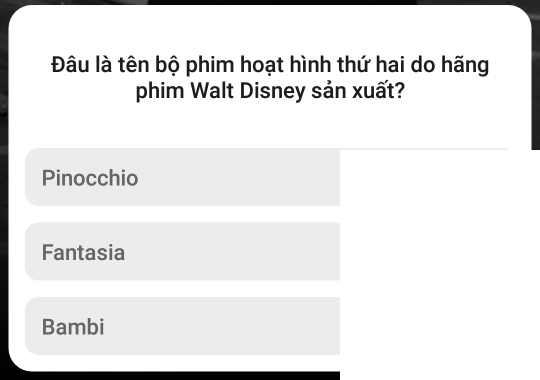 Đâu là tên bộ phim hoạt hình thứ hai do hãng
phim Walt Disney sản xuất?
Pinocchio
Fantasia
Bambi